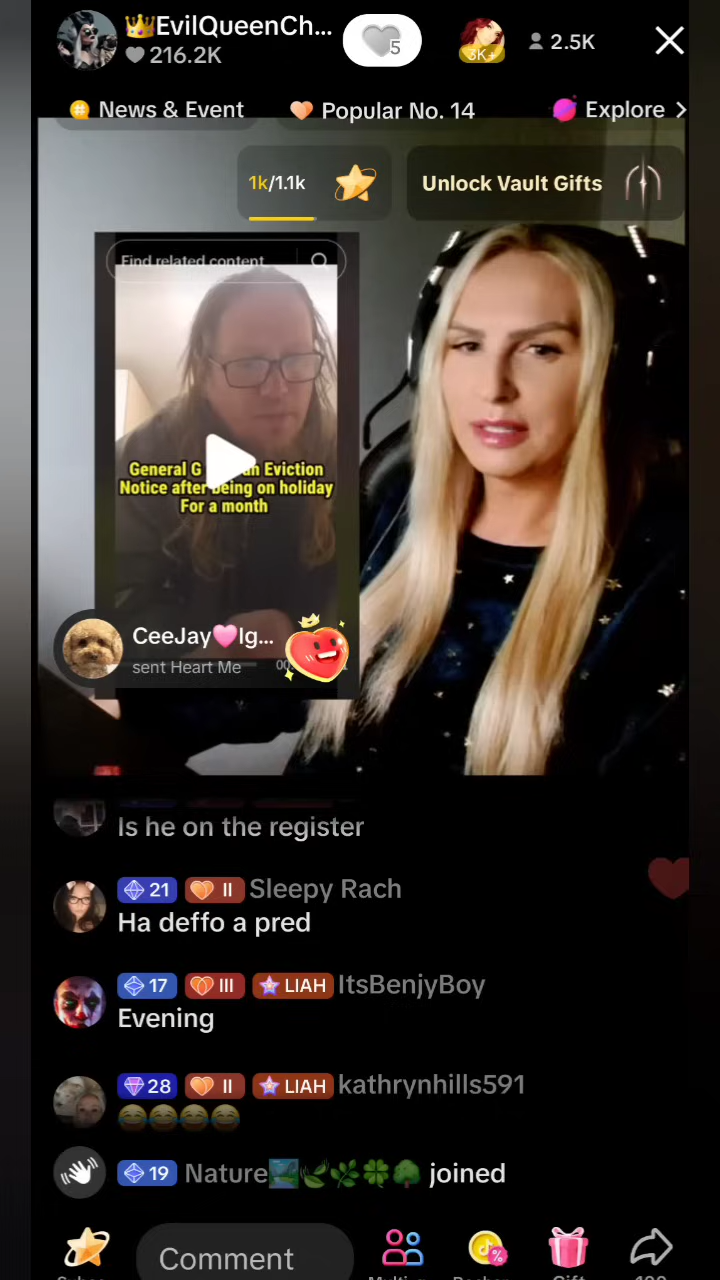 👑EvilQueenCh...
216.2K
5
3K+
2.5K
News & Event
Popular No. 14
Explore >
1k/1.1k
Unlock Vault Gifts
Find related content
General G
an Eviction
Notice after being on holiday
For a month
CeeJay🩷Ig...
sent Heart Me
Is he on the register
21 II Sleepy Rach
Ha deffo a pred
17 III LIAH ItsBenjyBoy
Evening
28 II LIAH kathrynhills591
😂😂😂😂
19 Nature🏞️🌿🌿🍀🌳 joined
Comment